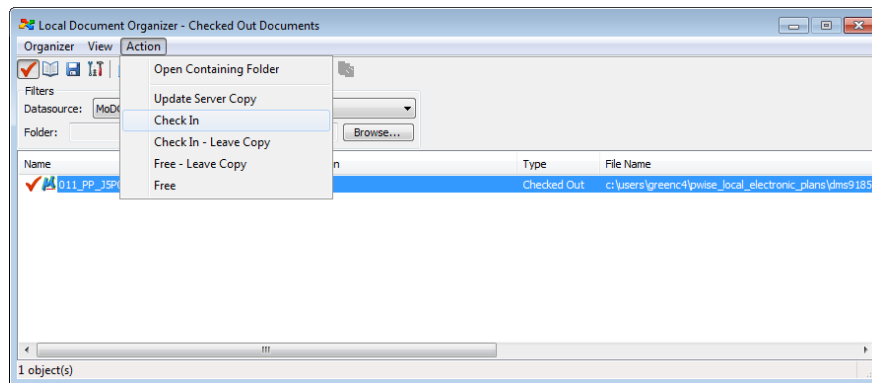 Local Document Organizer - Checked Out Documents
Organizer View Action
Filters
Datasource: MoDO
Folder: Browse...
Open Containing Folder
Update Server Copy
Check In
Check In - Leave Copy
Free - Leave Copy
Free
Name Type File Name
011_PP_J5P Checked Out c:\users\greenc4\pwise_local_electronic_plans\dms9185
1 object(s)